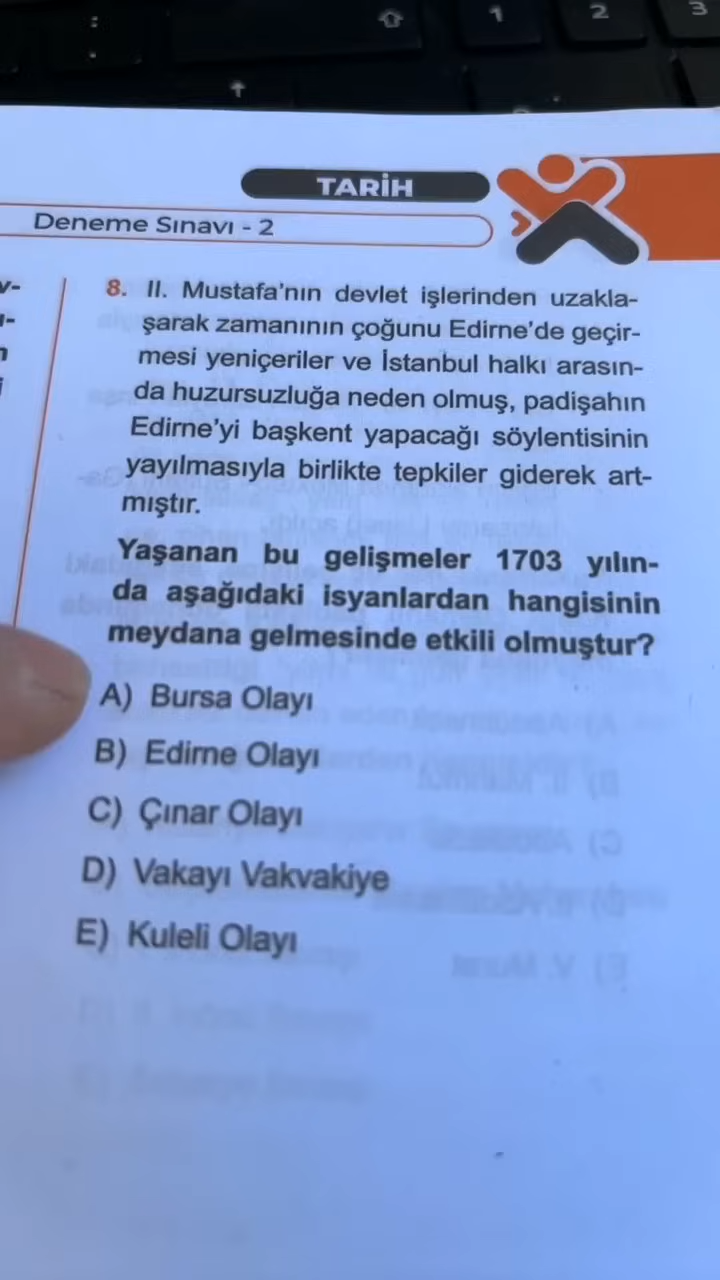 1 2 3
TARİH
Deneme Sınavı - 2
8. II. Mustafa'nın devlet işlerinden uzakla-
şarak zamanının çoğunu Edirne'de geçir-
mesi yeniçeriler ve İstanbul halkı arasın-
da huzursuzluğa neden olmuş, padişahın
Edirne'yi başkent yapacağı söylentisinin
yayılmasıyla birlikte tepkiler giderek art-
mıştır.
Yaşanan bu gelişmeler 1703 yılın-
da aşağıdaki isyanlardan hangisinin
meydana gelmesinde etkili olmuştur?
A) Bursa Olayı
B) Edirne Olayı
C) Çınar Olayı
D) Vakayı Vakvakiye
E) Kuleli Olayı